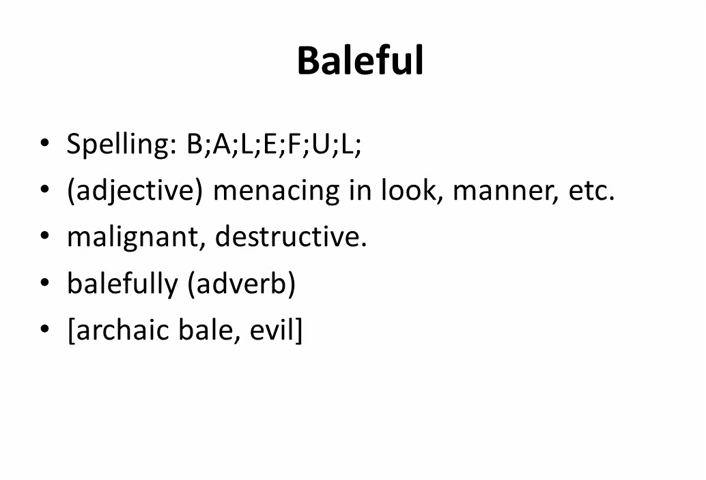 Baleful
• Spelling: B;A;L;E;F;U;L;
• (adjective) menacing in look, manner, etc.
• malignant, destructive.
• balefully (adverb)
• [archaic bale, evil]